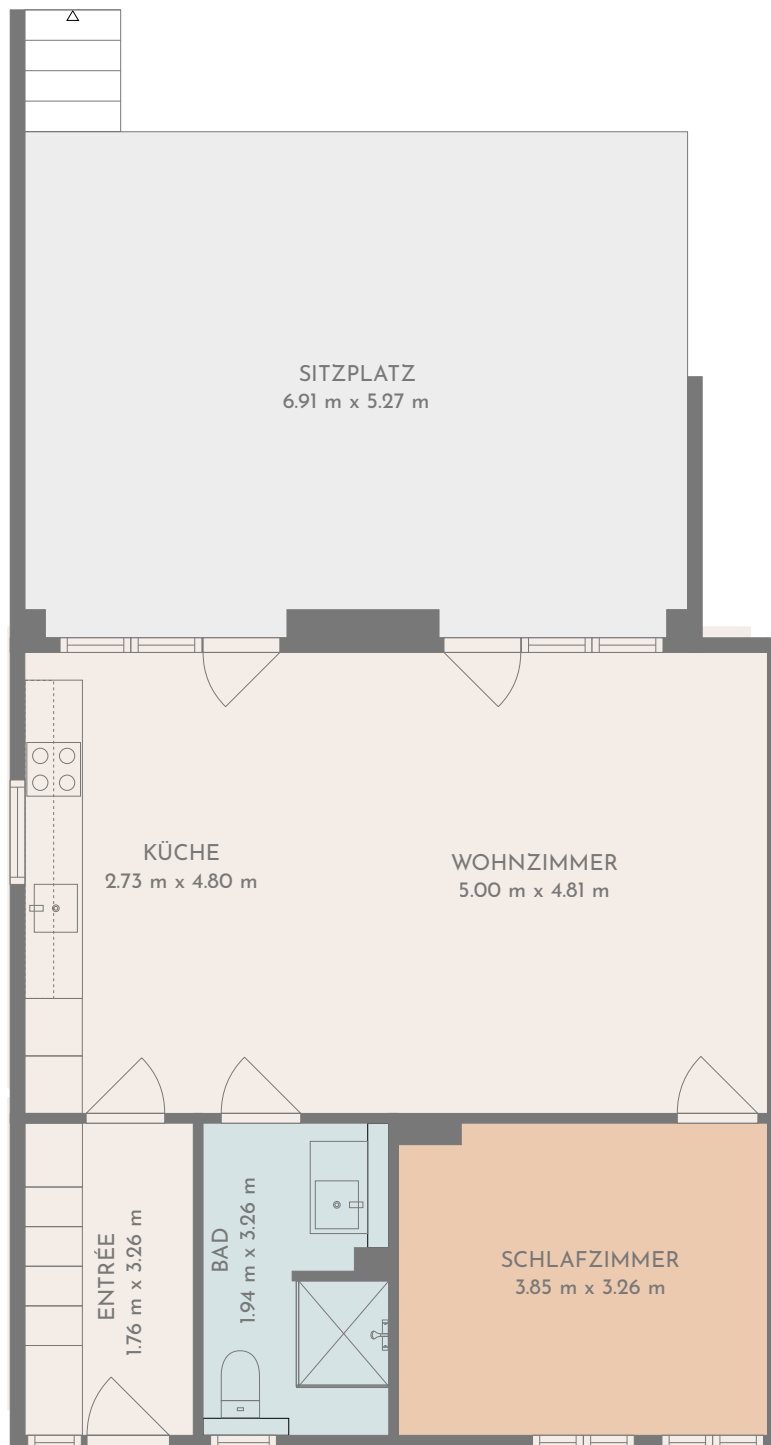 SITZPLATZ
6.91 m x 5.27 m
KÜCHE
2.73 m x 4.80 m
WOHNZIMMER
5.00 m x 4.81 m
ENTRÉE
1.76 m x 3.26 m
BAD
1.94 m x 3.26 m
SCHLAFZIMMER
3.85 m x 3.26 m